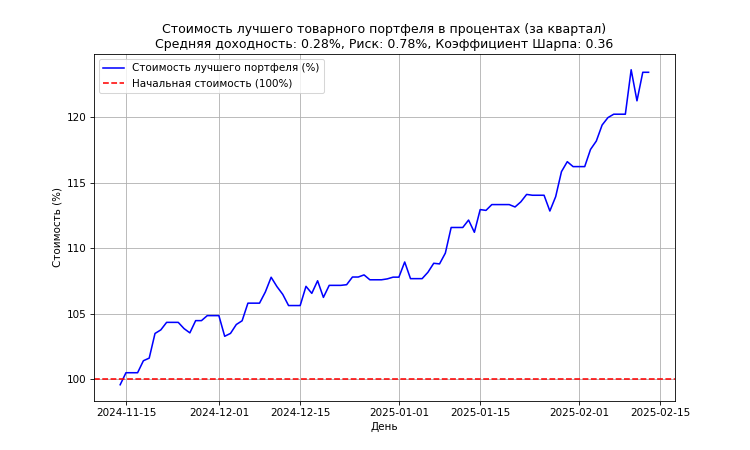 Стоимость лучшего товарного портфеля в процентах (за квартал)
Средняя доходность: 0.28%, Риск: 0.78%, Коэффициент Шарпа: 0.36
Стоимость лучшего портфеля (%)
Начальная стоимость (100%)
Стоимость (%)
120
115
110
105
100
2024-11-15
2024-12-01
2024-12-15
2025-01-01
2025-01-15
2025-02-01
2025-02-15
День